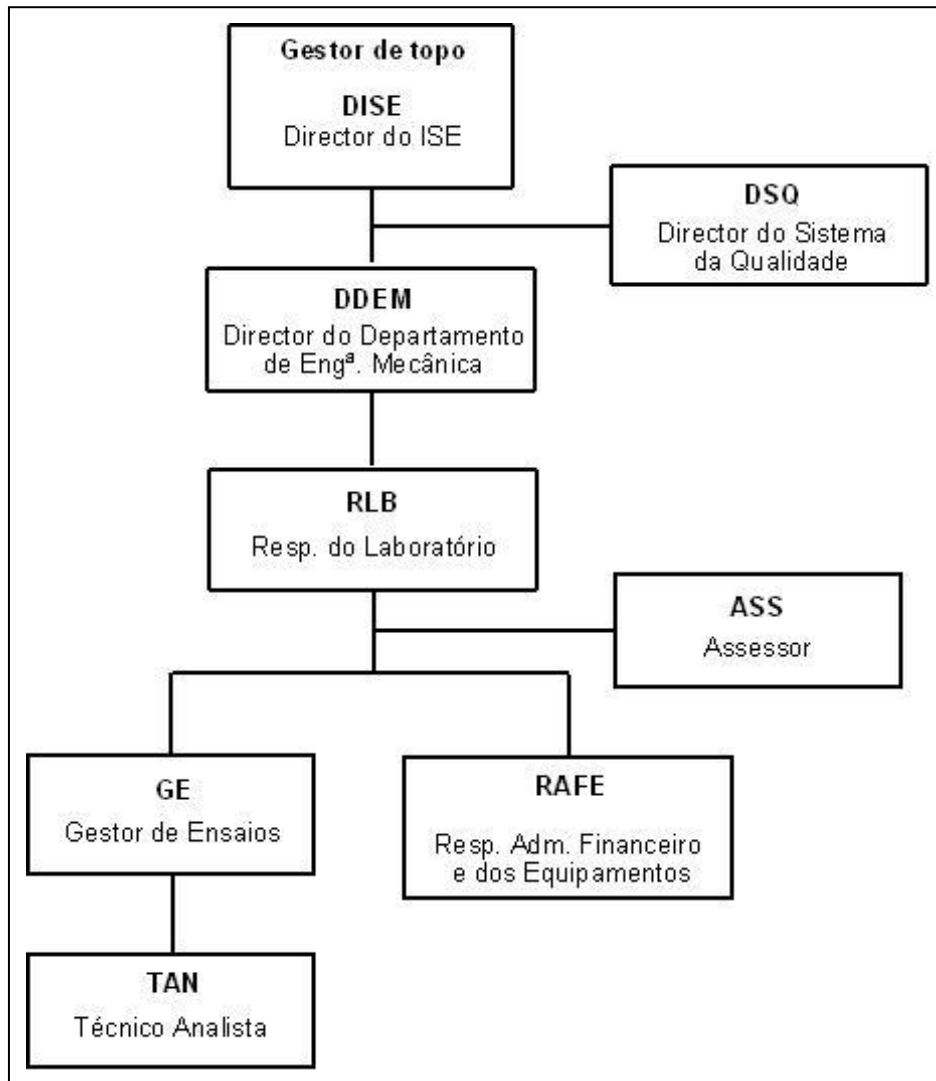 Gestor de topo
DISE
Director do ISE
DSQ
Director do Sistema
da Qualidade
DDEM
Director do Departamento
de Engª. Mecânica
RLB
Resp. do Laboratório
ASS
Assessor
GE
Gestor de Ensaios
RAFE
Resp. Adm. Financeiro
e dos Equipamentos
TAN
Técnico Analista